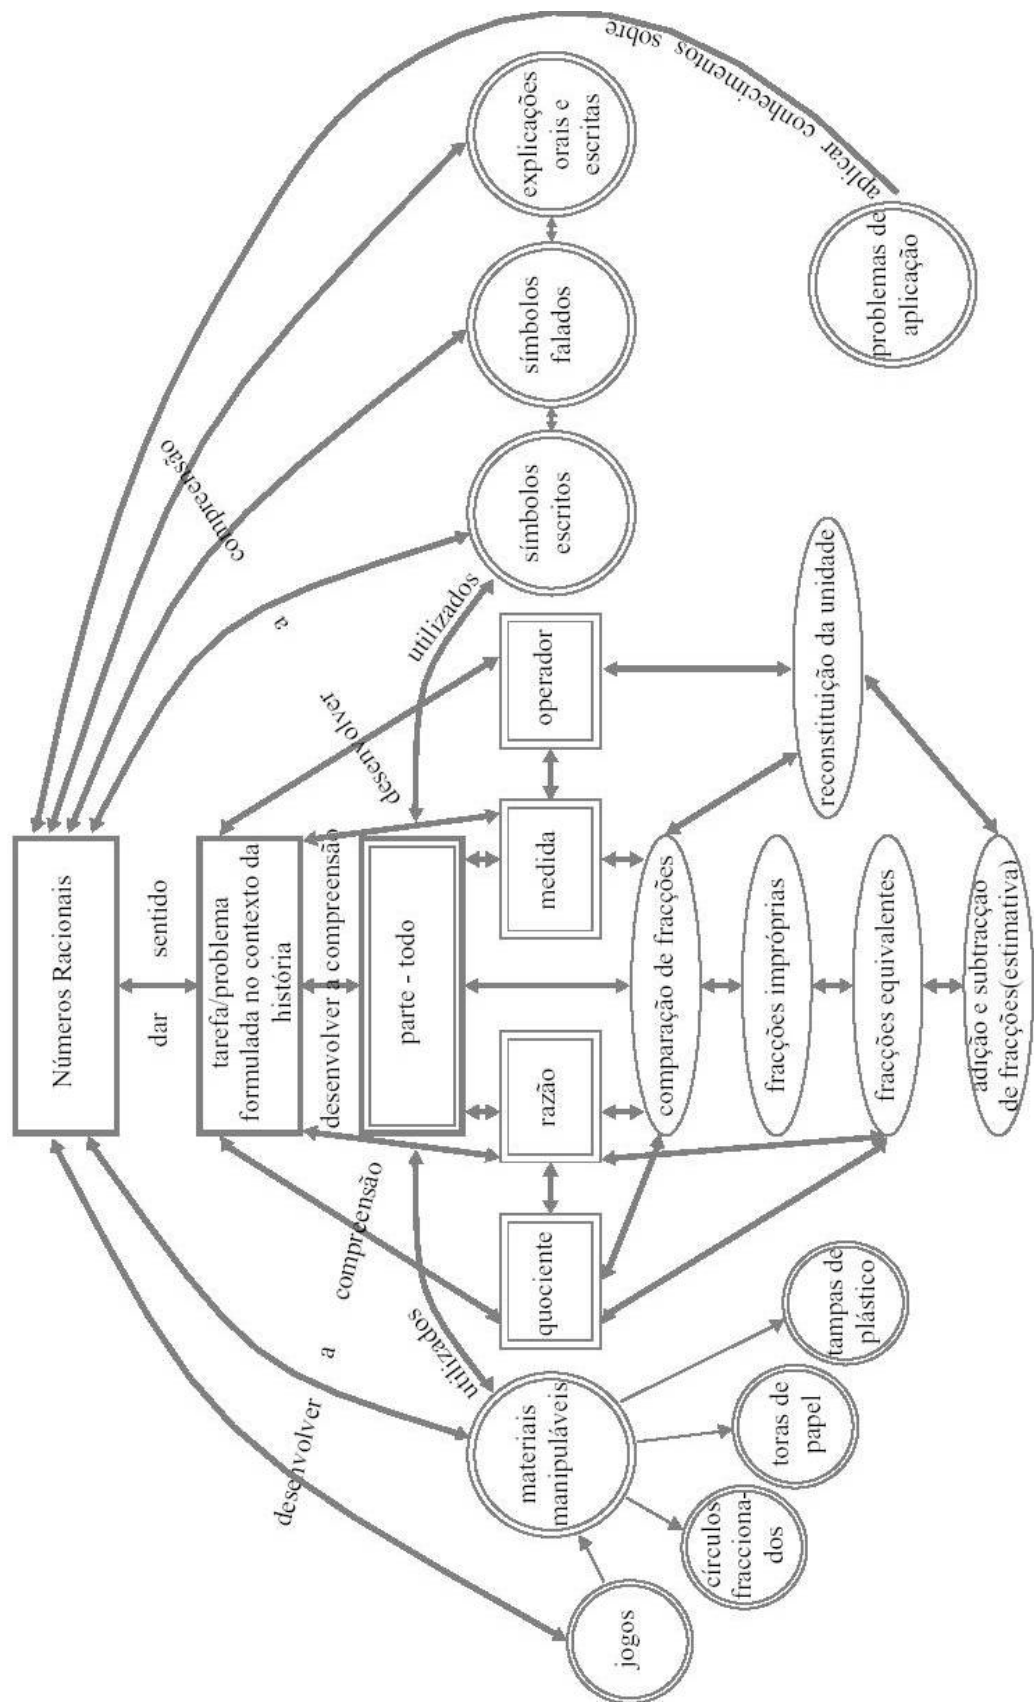 Números Racionais
dar sentido
tarefa/problema
formulada no contexto da
história
desenvolver a compreensão
parte - todo
desenvolver
a
compreensão
utilizados
desenvolver
a
compreensão
utilizados
aplicar conhecimentos sobre
quociente
razão
medida
operador
jogos
materiais
manipuláveis
círculos
fracciona-
dos
toras de
papel
tampas de
plástico
símbolos
escritos
símbolos
falados
explicações
orais e
escritas
comparação de fracções
fracções impróprias
fracções equivalentes
adição e subtracção
de fracções(estimativa)
reconstituição da unidade
problemas de
aplicação